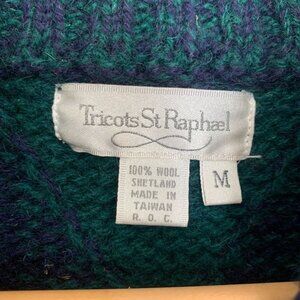 Tricots St Raphael
100% WOOL
SHETLAND
MADE IN
TAIWAN
R. O. C.
M